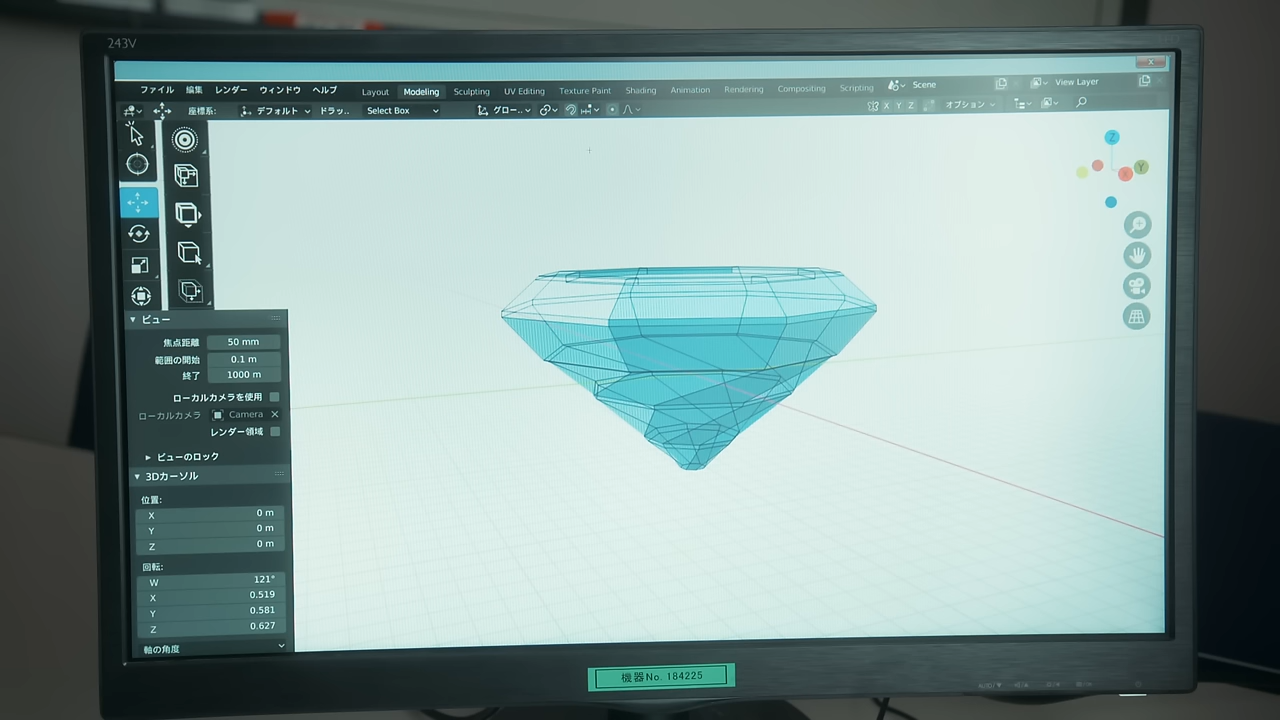 243V
ファイル 編集 レンダー ウィンドウ ヘルプ Layout Modeling Sculpting UV Editing Texture Paint Shading Animation Rendering Compositing Scripting Scene View Layer
座標系: デフォルト ドラッ.. Select Box グロー.. X Y Z オプション
Z
X Y
ビュー
焦点距離 50 mm
範囲の開始 0.1 m
終了 1000 m
ローカルカメラを使用
ローカルカメラ Camera
レンダー領域
ビューのロック
3Dカーソル
位置:
X 0 m
Y 0 m
Z 0 m
回転:
W 121°
X 0.519
Y 0.581
Z 0.627
軸の角度
機器No. 184225